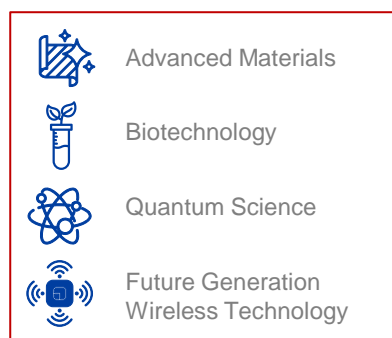 Advanced Materials
Biotechnology
Quantum Science
Future Generation
Wireless Technology